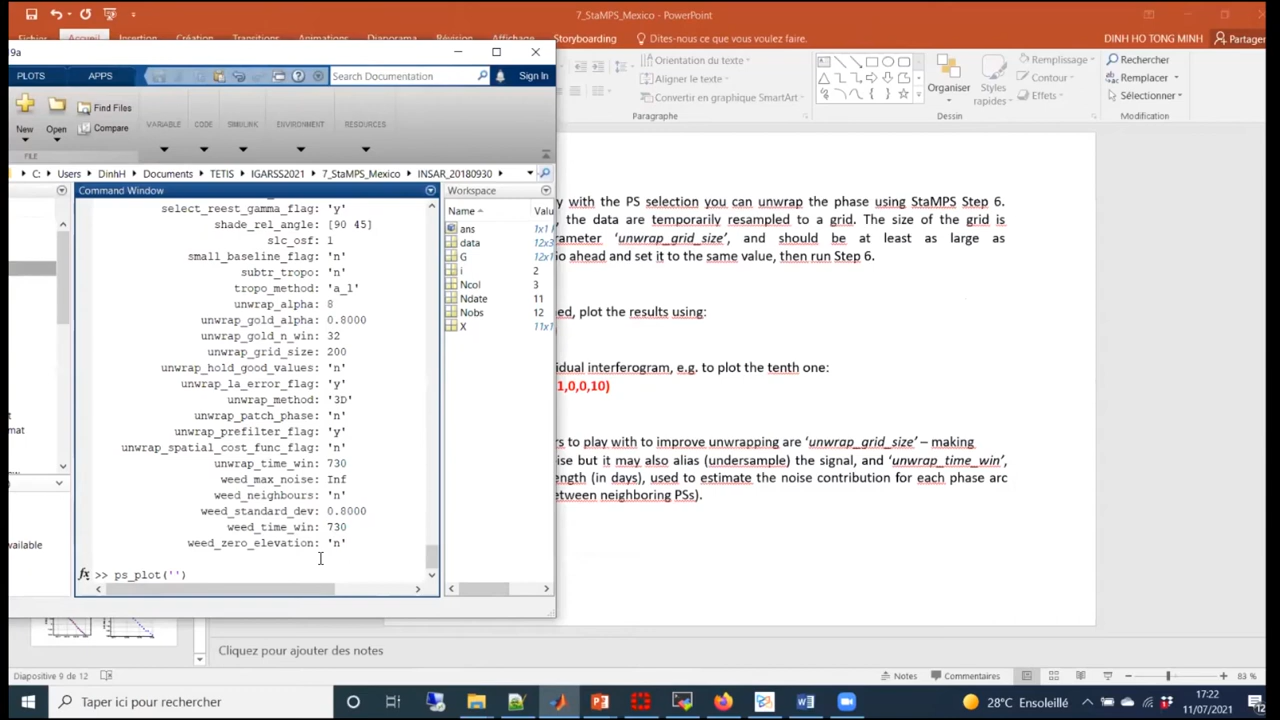 7_StaMPS_Mexico - PowerPoint
Accueil
Insertion
Création
Transitions
Animations
Diaporama
Révision
Affichage
Storyboarding
Dites-nous ce que vous voulez faire.
DINH HO TONG MINH
Partager
9a
PLOTS
APPS
Search Documentation
Sign In
New
Open
Find Files
Compare
FILE
VARIABLE
CODE
SIMULINK
ENVIRONMENT
RESOURCES
Orientation du texte
Aligner le texte
Convertir en graphique SmartArt
Paragraphe
Organiser
Styles rapides
Remplissage
Contour
Effets
Dessin
Rechercher
Remplacer
Sélectionner
Modification
C: Users DinhH Documents TETIS IGARSS2021 7_StaMPS_Mexico INSAR_20180930
Command Window
select_reest_gamma_flag: 'y'
shade_rel_angle: [90 45]
slc_osf: 1
small_baseline_flag: 'n'
subtr_tropo: 'n'
tropo_method: 'a_l'
unwrap_alpha: 8
unwrap_gold_alpha: 0.8000
unwrap_gold_n_win: 32
unwrap_grid_size: 200
unwrap_hold_good_values: 'n'
unwrap_la_error_flag: 'y'
unwrap_method: '3D'
unwrap_patch_phase: 'n'
unwrap_prefilter_flag: 'y'
unwrap_spatial_cost_func_flag: 'n'
unwrap_time_win: 730
weed_max_noise: Inf
weed_neighbours: 'n'
weed_standard_dev: 0.8000
weed_time_win: 730
weed_zero_elevation: 'n'
fx >> ps_plot('')
Workspace
Name Valu
ans 1x1
data 12x3
G 12x1
i 2
Ncol 3
Ndate 11
Nobs 12
X 11x1
y with the PS selection you can unwrap the phase using StaMPS Step 6.
the data are temporarily resampled to a grid. The size of the grid is
rameter 'unwrap_grid_size', and should be at least as large as
o ahead and set it to the same value, then run Step 6.
ed, plot the results using:
idual interferogram, e.g. to plot the tenth one:
1,0,0,10)
rs to play with to improve unwrapping are 'unwrap_grid_size' – making
ise but it may also alias (undersample) the signal, and 'unwrap_time_win',
ength (in days), used to estimate the noise contribution for each phase arc
between neighboring PSs).
format
available
Cliquez pour ajouter des notes
Diapositive 9 de 12
Notes
Commentaires
83 %
Taper ici pour rechercher
28°C Ensoleillé
17:22
11/07/2021